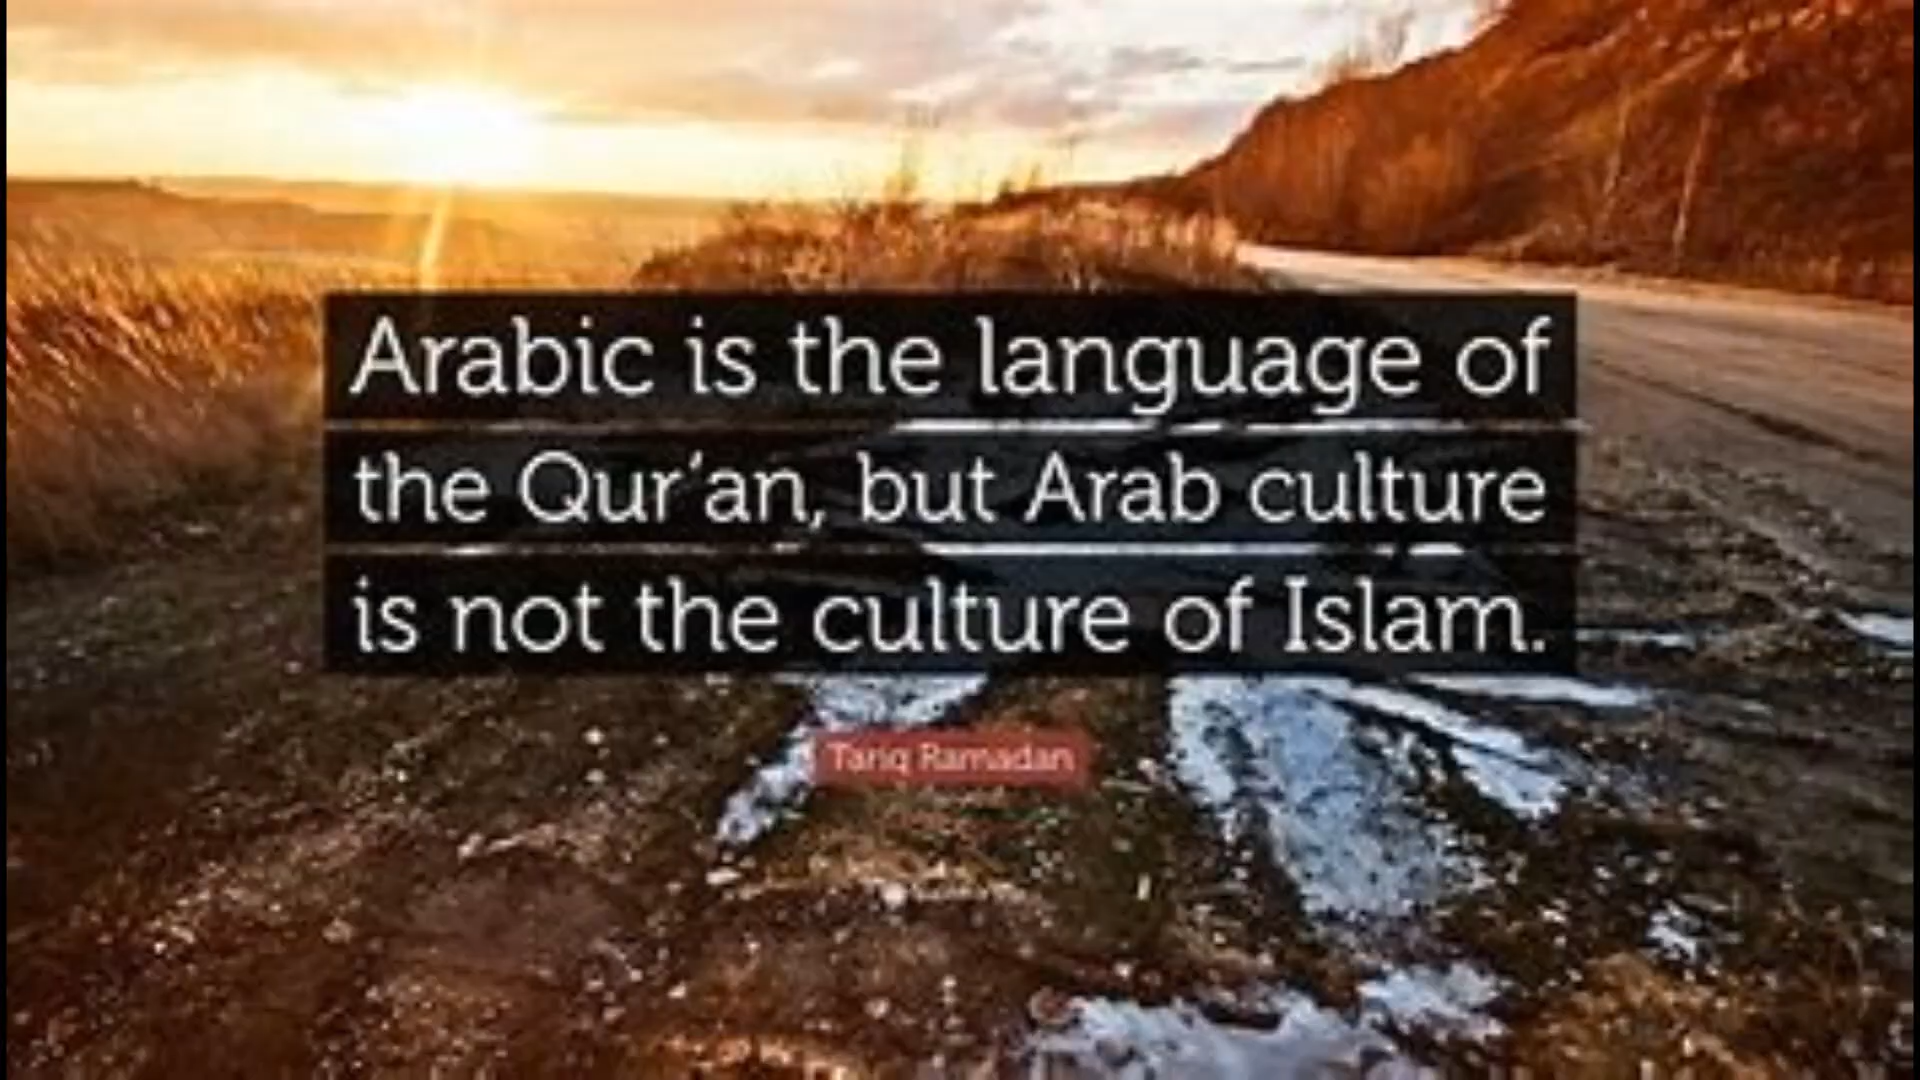 Arabic is the language of
the Qur'an, but Arab culture
is not the culture of Islam.
Tariq Ramadan